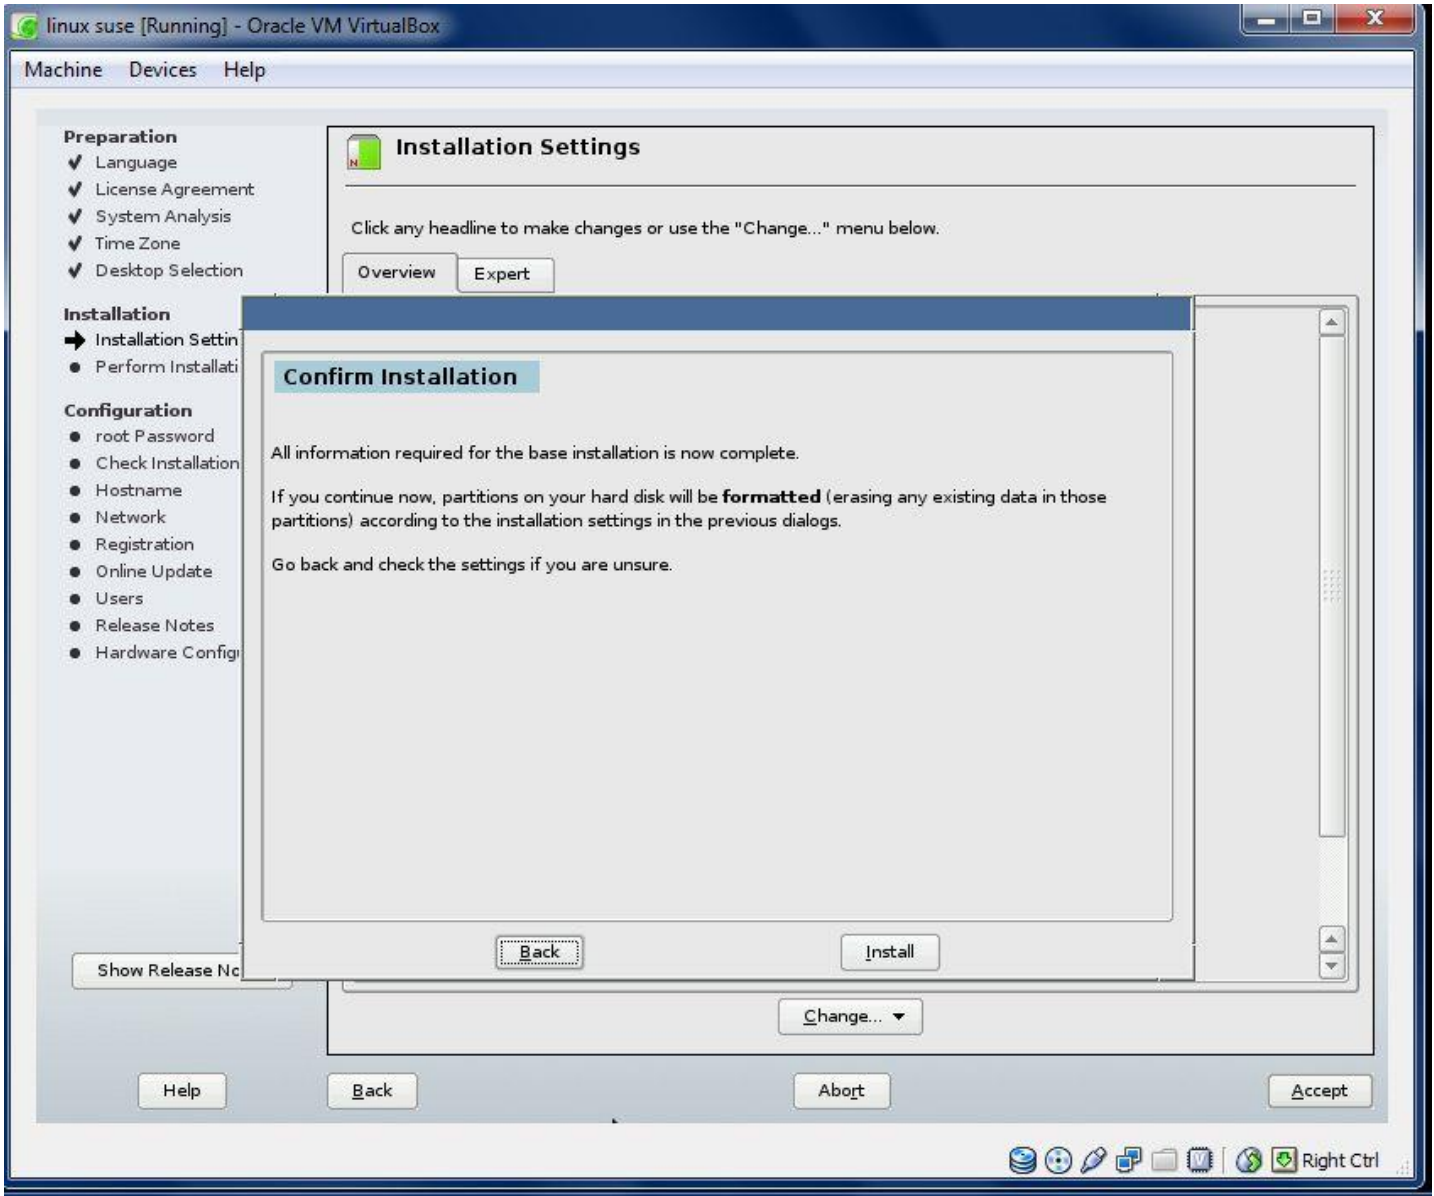 linux suse [Running] - Oracle VM VirtualBox
Machine Devices Help
Preparation
Language
License Agreement
System Analysis
Time Zone
Desktop Selection
Installation
Installation Settin
Perform Installati
Configuration
root Password
Check Installation
Hostname
Network
Registration
Online Update
Users
Release Notes
Hardware Config
Show Release No
Installation Settings
Click any headline to make changes or use the "Change..." menu below.
Overview Expert
Confirm Installation
All information required for the base installation is now complete.
If you continue now, partitions on your hard disk will be formatted (erasing any existing data in those
partitions) according to the installation settings in the previous dialogs.
Go back and check the settings if you are unsure.
Back Install
Change...
Help Back Abort Accept
Right Ctrl